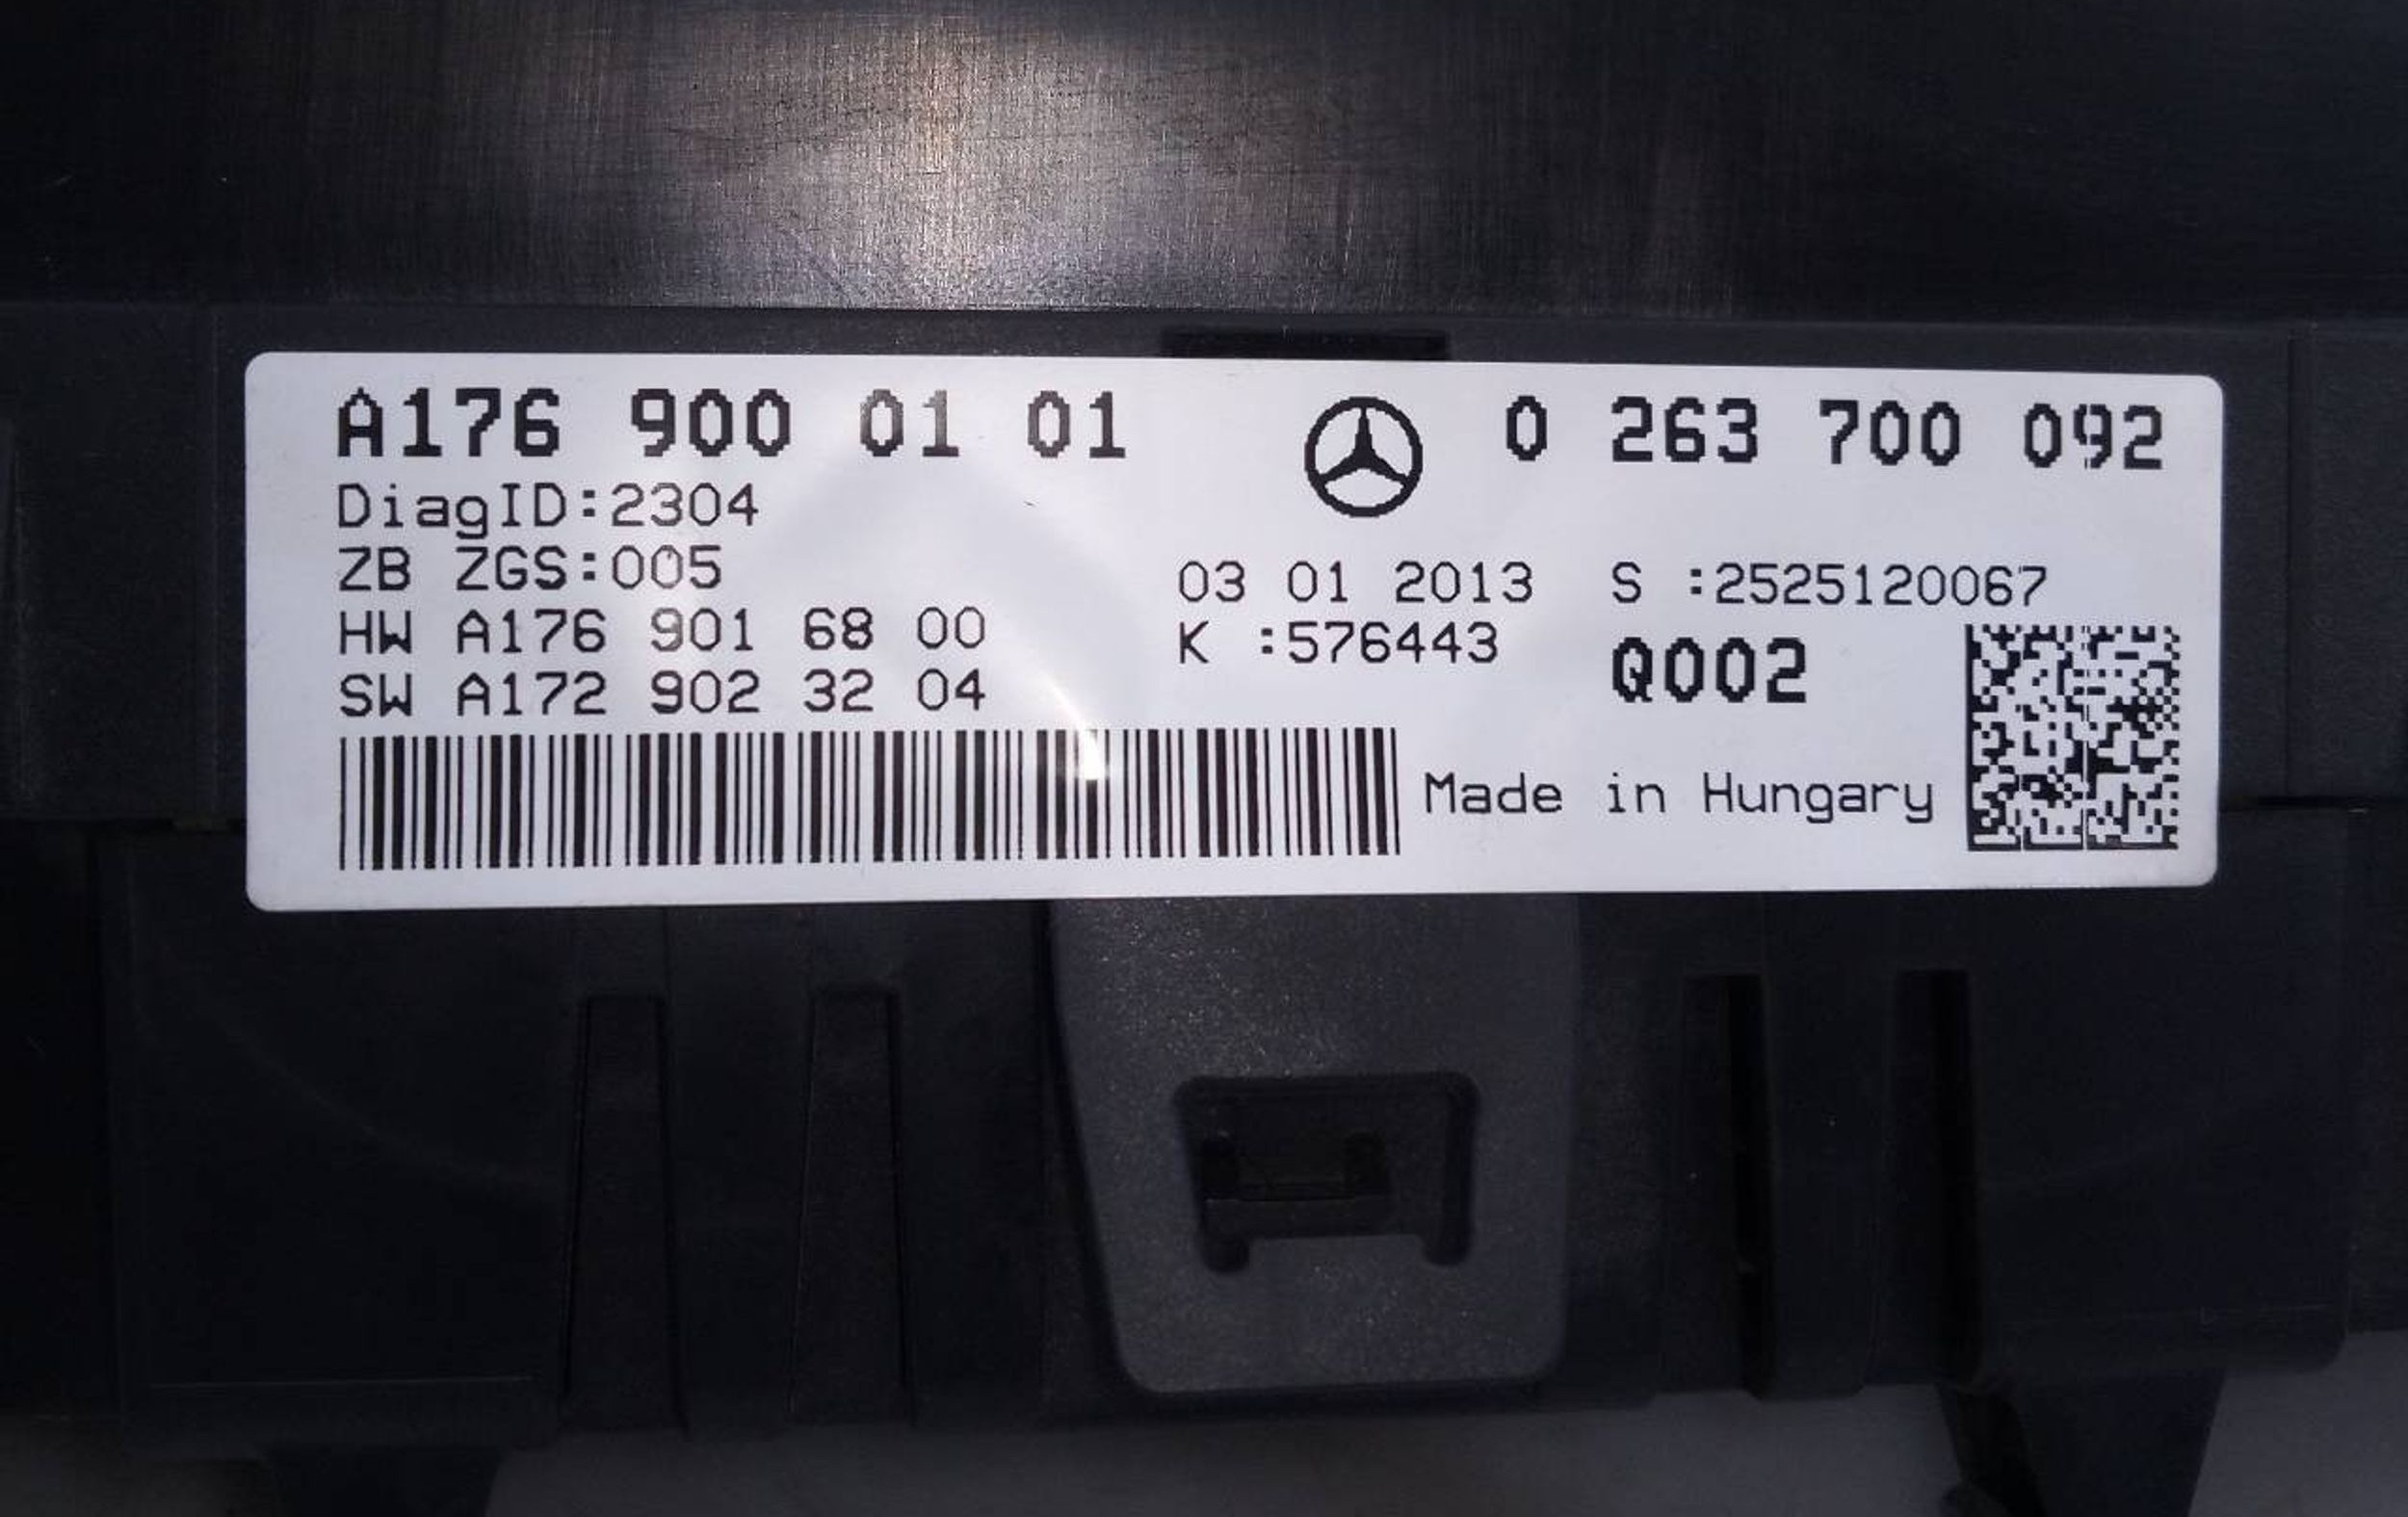 A176 900 01 01
0 263 700 092
DiagID:2304
ZB ZGS:005
HW A176 901 68 00
SW A172 902 32 04
03 01 2013 S :2525120067
K :576443
Q002
Made in Hungary